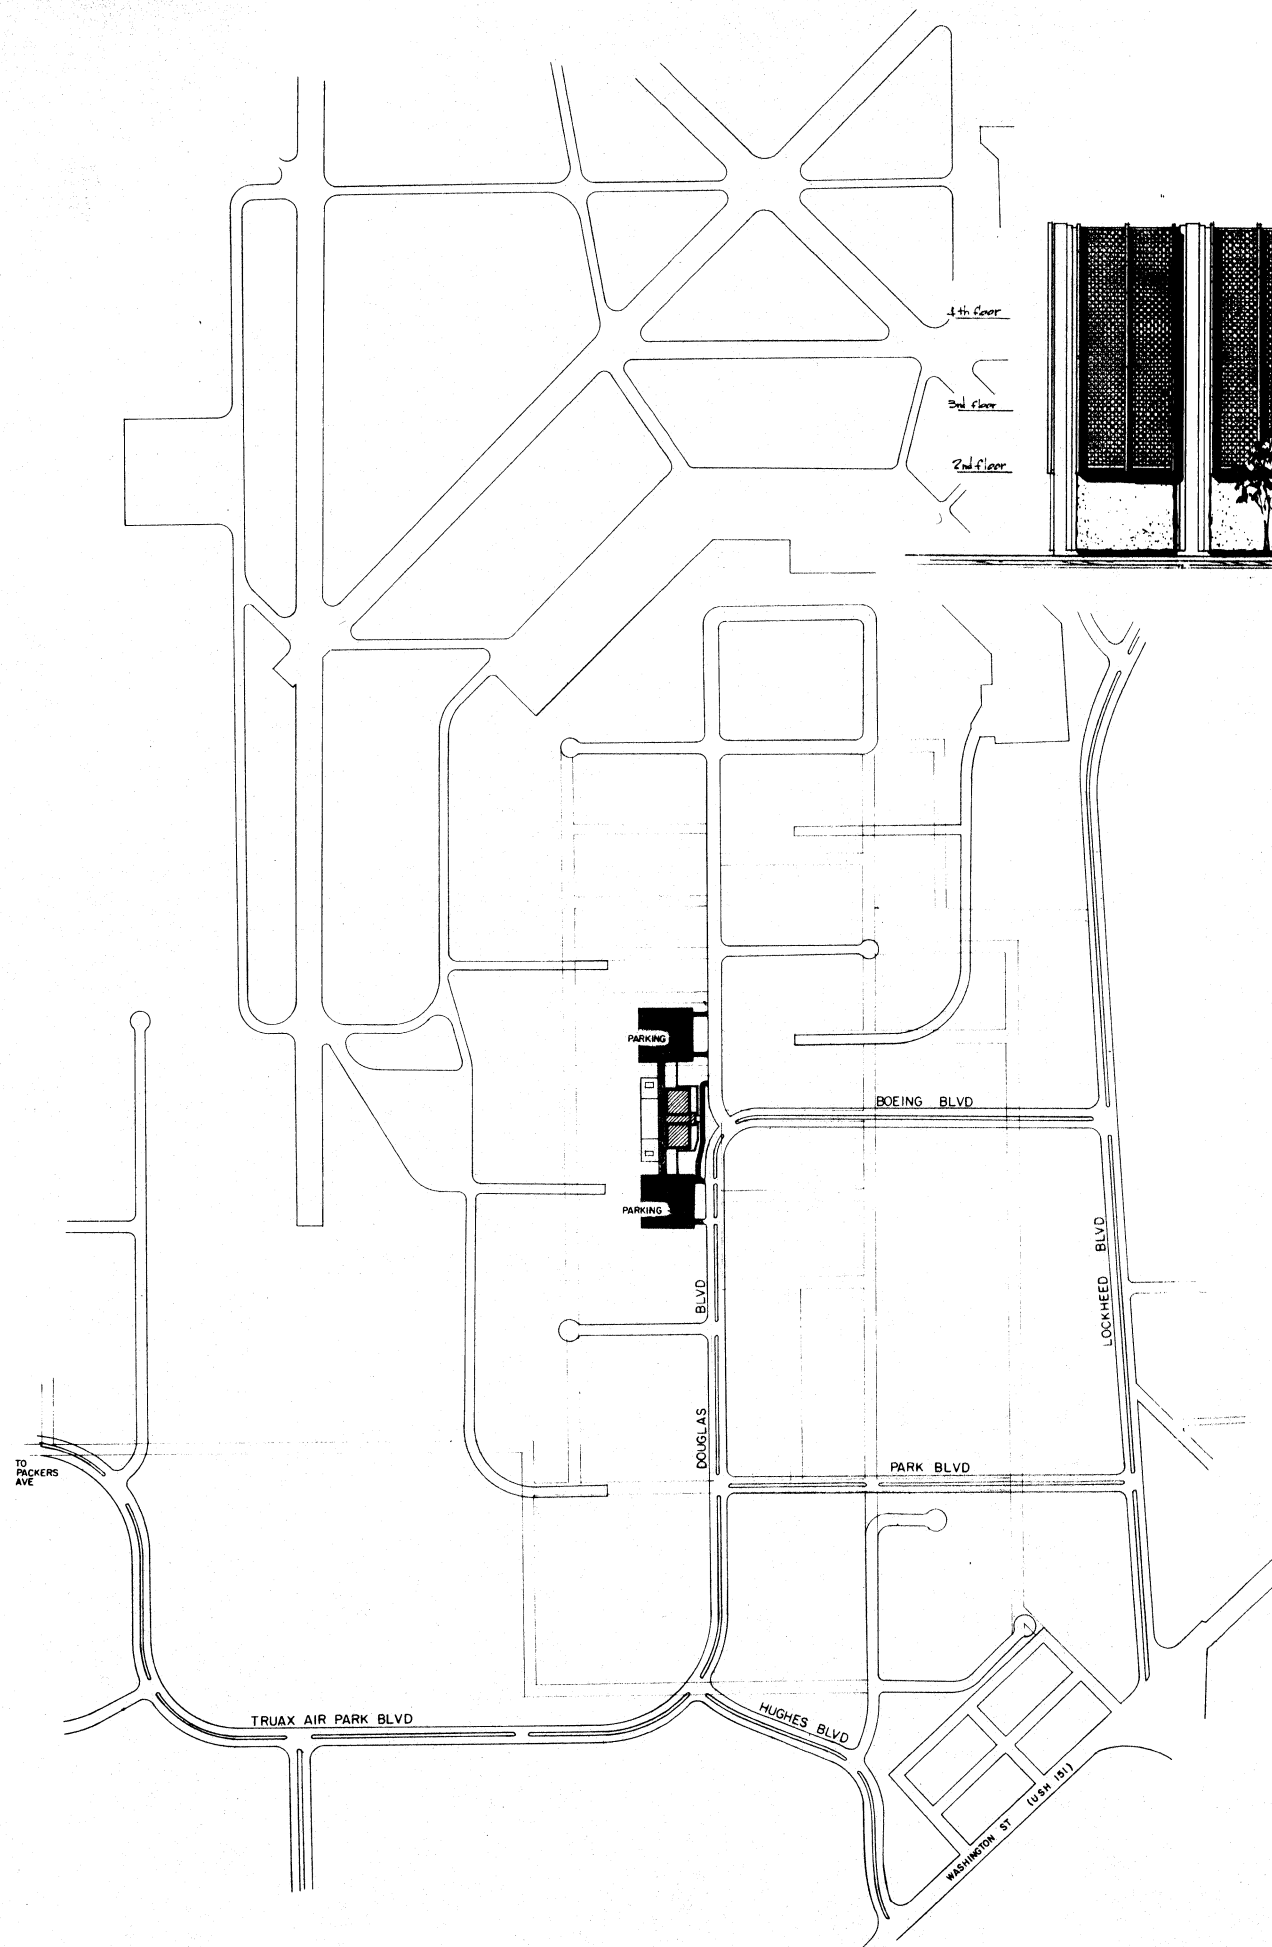 4th floor
3rd floor
2nd floor
PARKING
BOEING BLVD
PARKING
LOCKHEED BLVD
DOUGLAS BLVD
TO
PACKERS
AVE
PARK BLVD
TRUAX AIR PARK BLVD
HUGHES BLVD
WASHINGTON ST (USH 151)